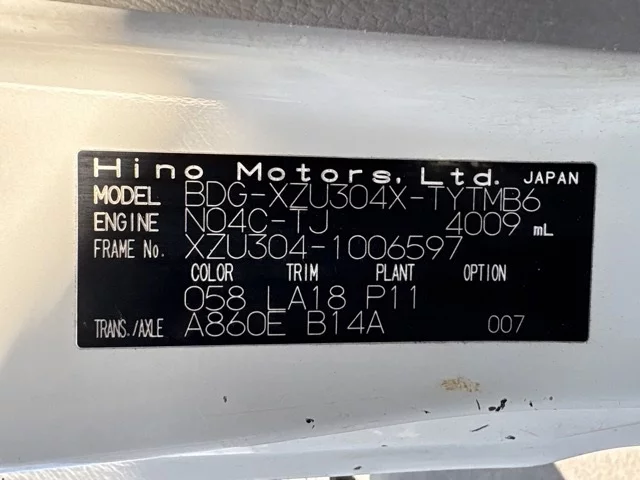 Hino Motors, Ltd. JAPAN
MODEL BDG-XZU304X-TYTMB6
ENGINE N04C-TJ 4009 mL
FRAME No. XZU304-1006597
COLOR TRIM PLANT OPTION
058 LA18 P11
TRANS./AXLE A860E B14A 007